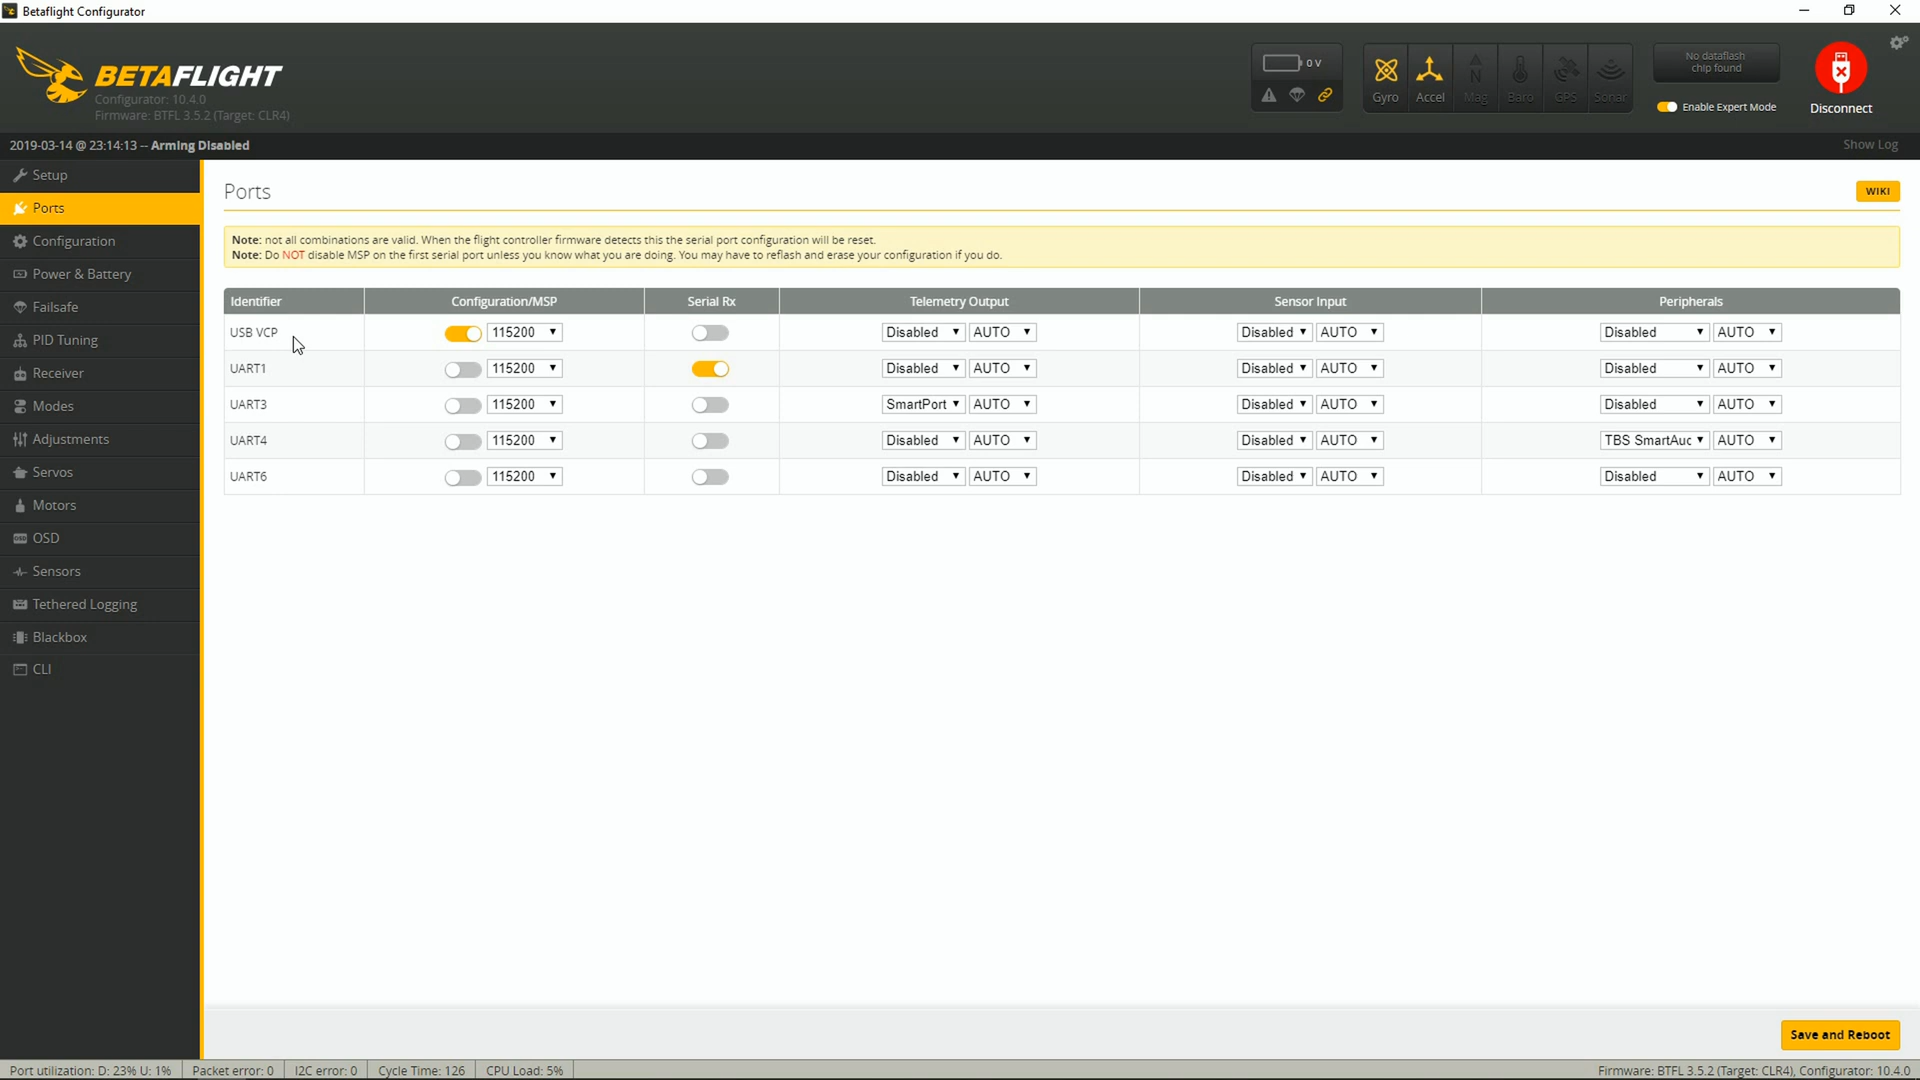 Betaflight Configurator
BETAFLIGHT
Configurator: 10.4.0
Firmware: BTFL 3.5.2 (Target: CLR4)
0 V
Gyro
Accel
Mag
Baro
GPS
Sonar
No dataflash
chip found
Enable Expert Mode
Disconnect
2019-03-14 @ 23:14:13 -- Arming Disabled
Show Log
Setup
Ports
Configuration
Power & Battery
Failsafe
PID Tuning
Receiver
Modes
Adjustments
Servos
Motors
OSD
Sensors
Tethered Logging
Blackbox
CLI
Ports
WIKI
Note: not all combinations are valid. When the flight controller firmware detects this the serial port configuration will be reset.
Note: Do NOT disable MSP on the first serial port unless you know what you are doing. You may have to reflash and erase your configuration if you do.
Identifier Configuration/MSP Serial Rx Telemetry Output Sensor Input Peripherals
USB VCP 115200 Disabled AUTO Disabled AUTO Disabled AUTO
UART1 115200 Disabled AUTO Disabled AUTO Disabled AUTO
UART3 115200 SmartPort AUTO Disabled AUTO Disabled AUTO
UART4 115200 Disabled AUTO Disabled AUTO TBS SmartAuc AUTO
UART6 115200 Disabled AUTO Disabled AUTO Disabled AUTO
Save and Reboot
Port utilization: D: 23% U: 1% Packet error: 0 I2C error: 0 Cycle Time: 126 CPU Load: 5% Firmware: BTFL 3.5.2 (Target: CLR4), Configurator: 10.4.0